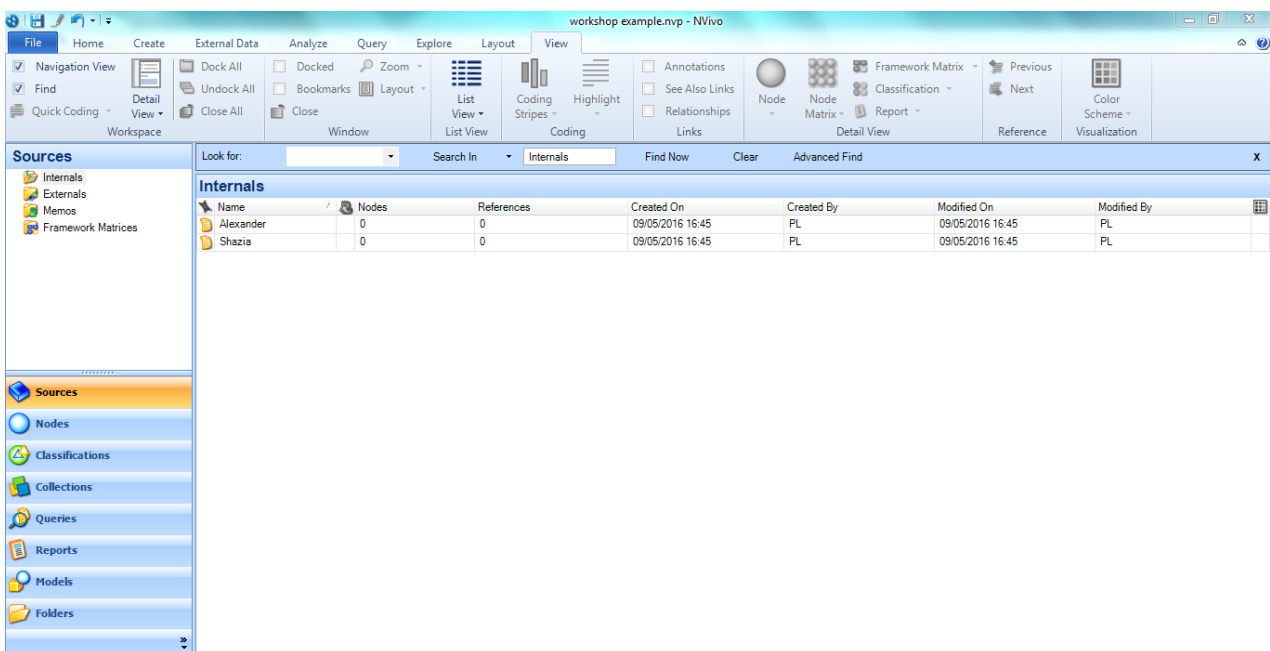 workshop example.nvp - NVivo
File Home Create External Data Analyze Query Explore Layout View
Navigation View Dock All Docked Zoom Annotations Framework Matrix Previous
Find Undock All Bookmarks Layout See Also Links Classification Next
Quick Coding Close All Close Relationships Report
Detail View List View Coding Stripes Highlight Node Node Matrix Color Scheme
Workspace Window List View Coding Links Detail View Reference Visualization
Sources Look for: Search In Internals Find Now Clear Advanced Find x
Internals
Externals
Memos
Framework Matrices
Internals
Name Nodes References Created On Created By Modified On Modified By
Alexander 0 0 09/05/2016 16:45 PL 09/05/2016 16:45 PL
Shazia 0 0 09/05/2016 16:45 PL 09/05/2016 16:45 PL
Sources
Nodes
Classifications
Collections
Queries
Reports
Models
Folders